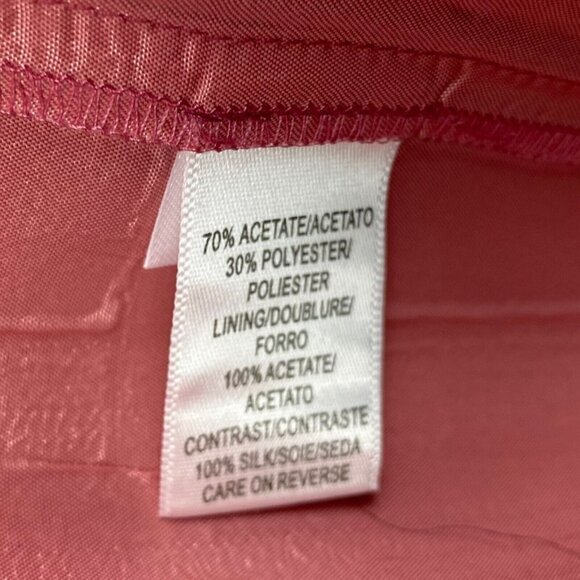 70% ACETATE/ACETATO
30% POLYESTER/
POLIESTER
LINING/DOUBLURE/
FORRO
100% ACETATE/
ACETATO
CONTRAST/CONTRASTE
100% SILK/SOIE/SEDA
CARE ON REVERSE